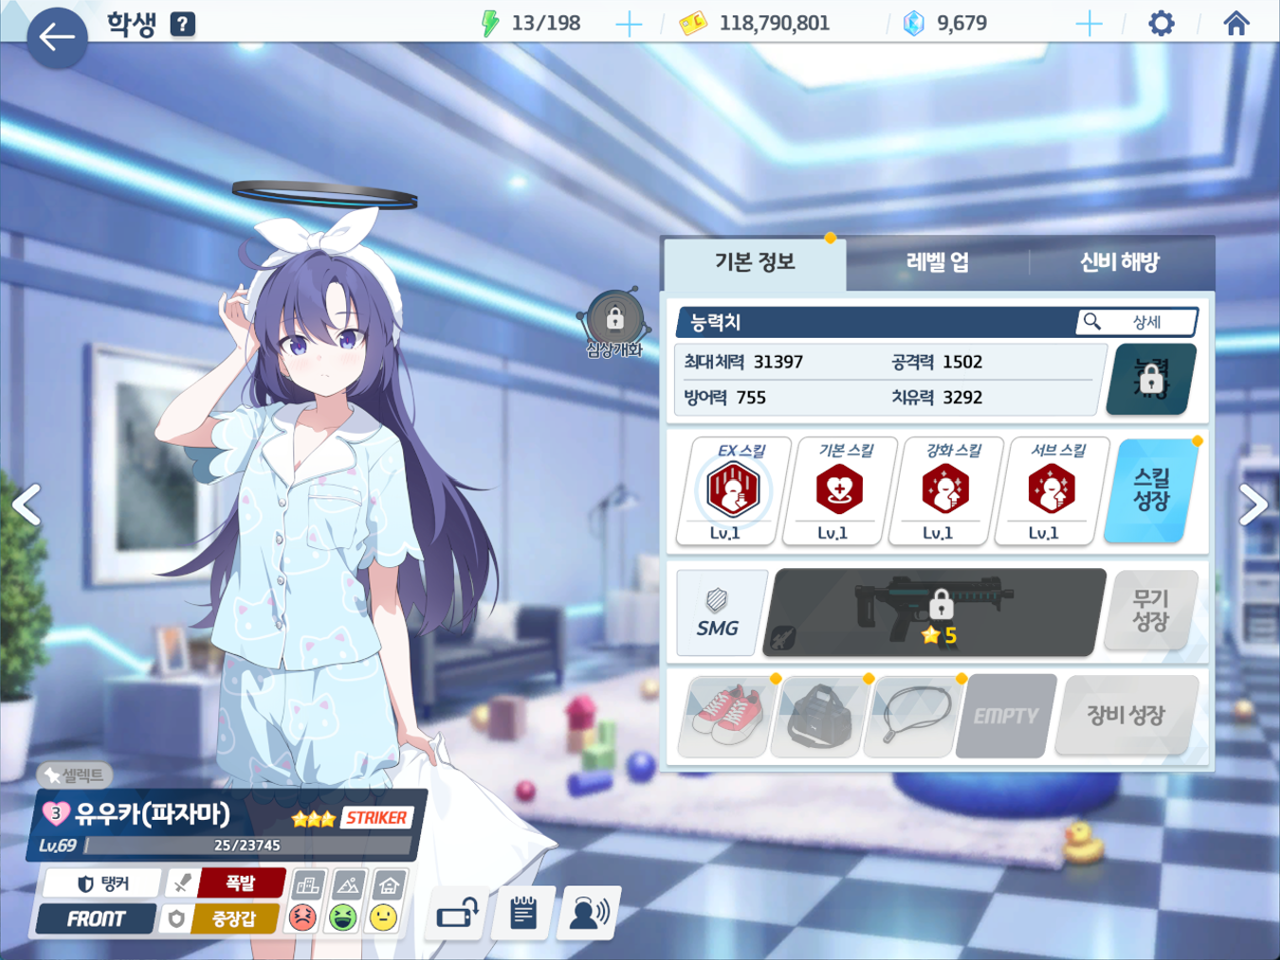 학생 ?
13/198
118,790,801
9,679
기본 정보
레벨 업
신비 해방
심상개화
능력치
상세
최대 체력 31397
공격력 1502
방어력 755
치유력 3292
EX 스킬
기본 스킬
강화 스킬
서브 스킬
Lv.1
Lv.1
Lv.1
Lv.1
스킬
성장
SMG
5
무기
성장
EMPTY
장비 성장
셀렉트
3 유우카(파자마)
STRIKER
Lv.69
25/23745
탱커
폭발
FRONT
중장갑